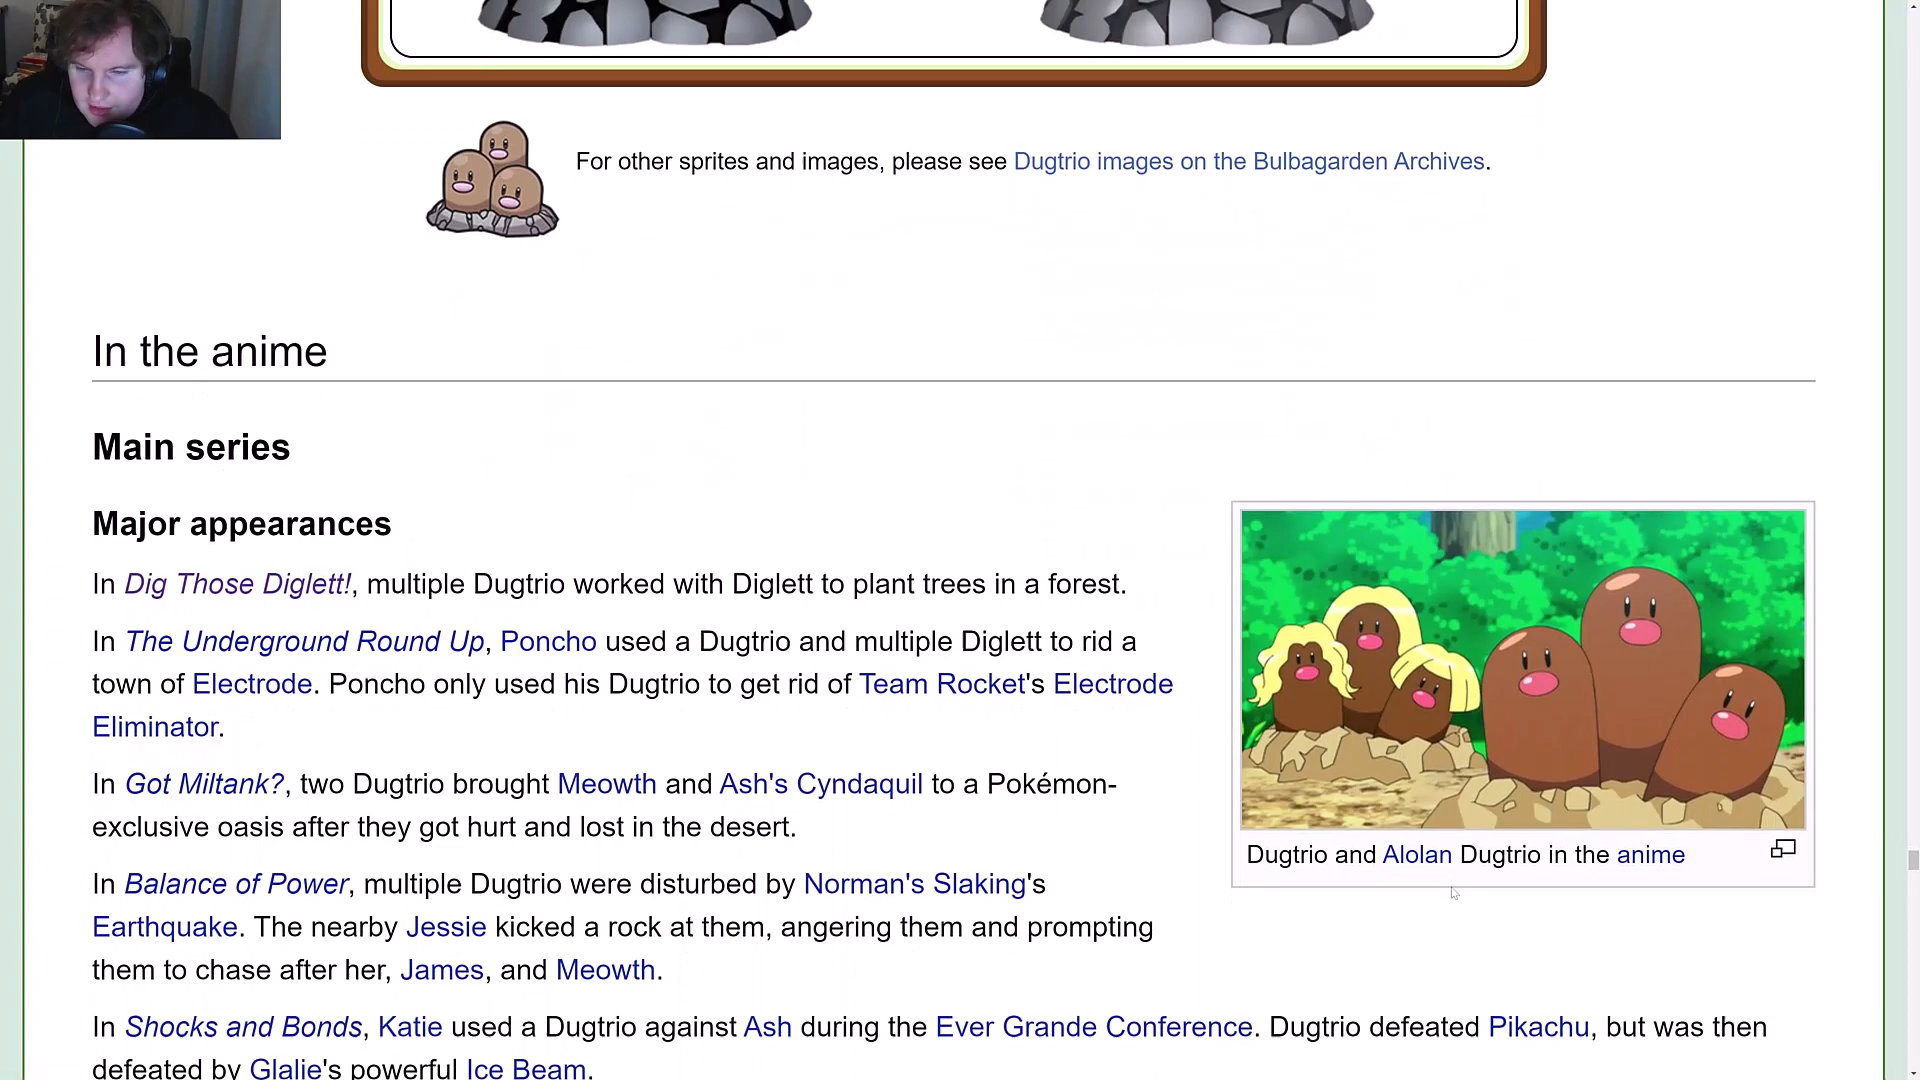 For other sprites and images, please see Dugtrio images on the Bulbagarden Archives.
In the anime
Main series
Major appearances
In Dig Those Diglett!, multiple Dugtrio worked with Diglett to plant trees in a forest.
In The Underground Round Up, Poncho used a Dugtrio and multiple Diglett to rid a
town of Electrode. Poncho only used his Dugtrio to get rid of Team Rocket's Electrode
Eliminator.
In Got Miltank?, two Dugtrio brought Meowth and Ash's Cyndaquil to a Pokémon-
exclusive oasis after they got hurt and lost in the desert.
In Balance of Power, multiple Dugtrio were disturbed by Norman's Slaking's
Earthquake. The nearby Jessie kicked a rock at them, angering them and prompting
them to chase after her, James, and Meowth.
Dugtrio and Alolan Dugtrio in the anime
In Shocks and Bonds, Katie used a Dugtrio against Ash during the Ever Grande Conference. Dugtrio defeated Pikachu, but was then
defeated by Glalie's powerful Ice Beam.